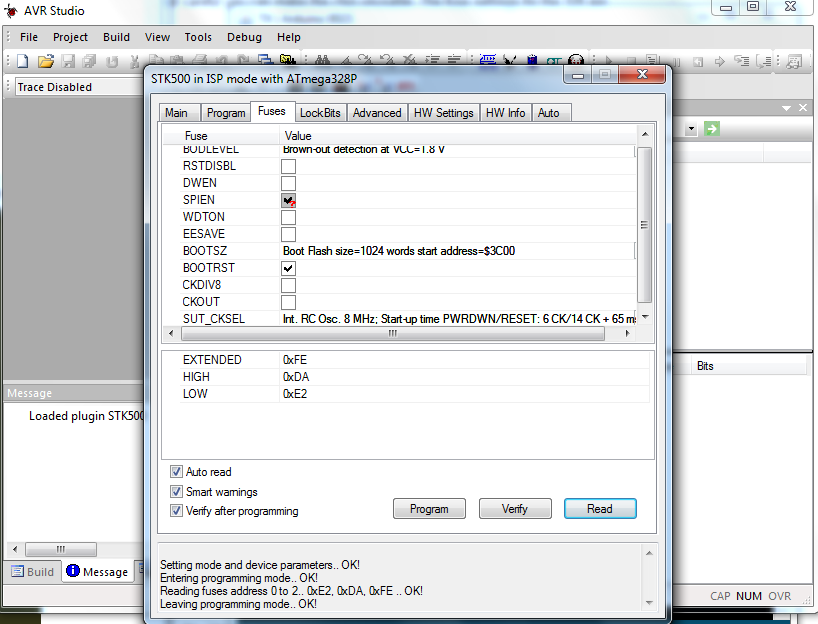 AVR Studio
File Project Build View Tools Debug Help
Trace Disabled
STK500 in ISP mode with ATmega328P
Main Program Fuses LockBits Advanced HW Settings HW Info Auto
Fuse Value
BODLEVEL Brown-out detection at VCC=1.8 V
RSTDISBL
DWEN
SPIEN
WDTON
EESAVE
BOOTSZ Boot Flash size=1024 words start address=$3C00
BOOTRST
CKDIV8
CKOUT
SUT_CKSEL Int. RC Osc. 8 MHz; Start-up time PWRDWN/RESET: 6 CK/14 CK + 65 ms
EXTENDED 0xFE
HIGH 0xDA
LOW 0xE2
Auto read
Smart warnings
Verify after programming
Program Verify Read
Setting mode and device parameters.. OK!
Entering programming mode.. OK!
Reading fuses address 0 to 2.. 0xE2, 0xDA, 0xFE .. OK!
Leaving programming mode.. OK!
Message
Loaded plugin STK500
Build Message
Bits
CAP NUM OVR